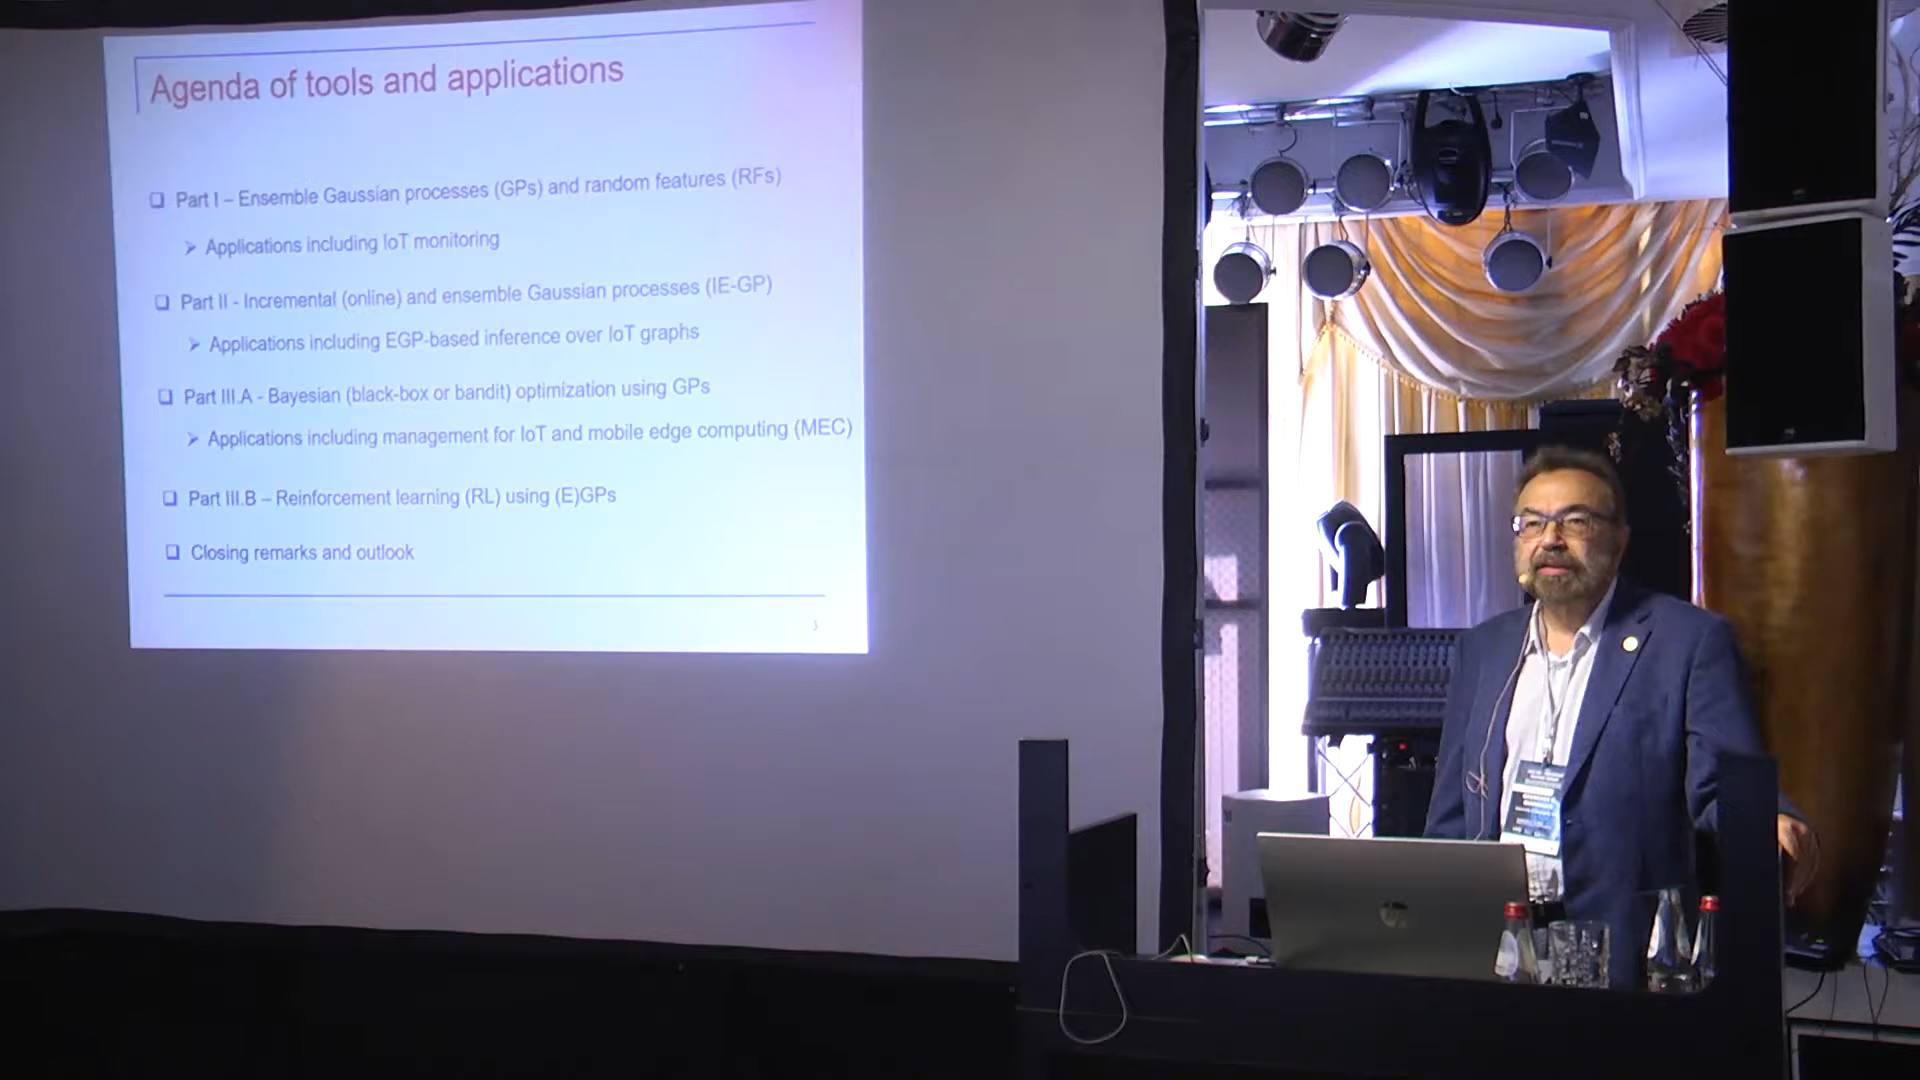 Agenda of tools and applications
❑ Part I – Ensemble Gaussian processes (GPs) and random features (RFs)
➢ Applications including IoT monitoring
❑ Part II - Incremental (online) and ensemble Gaussian processes (IE-GP)
➢ Applications including EGP-based inference over IoT graphs
❑ Part III.A - Bayesian (black-box or bandit) optimization using GPs
➢ Applications including management for IoT and mobile edge computing (MEC)
❑ Part III.B – Reinforcement learning (RL) using (E)GPs
❑ Closing remarks and outlook
3
hp